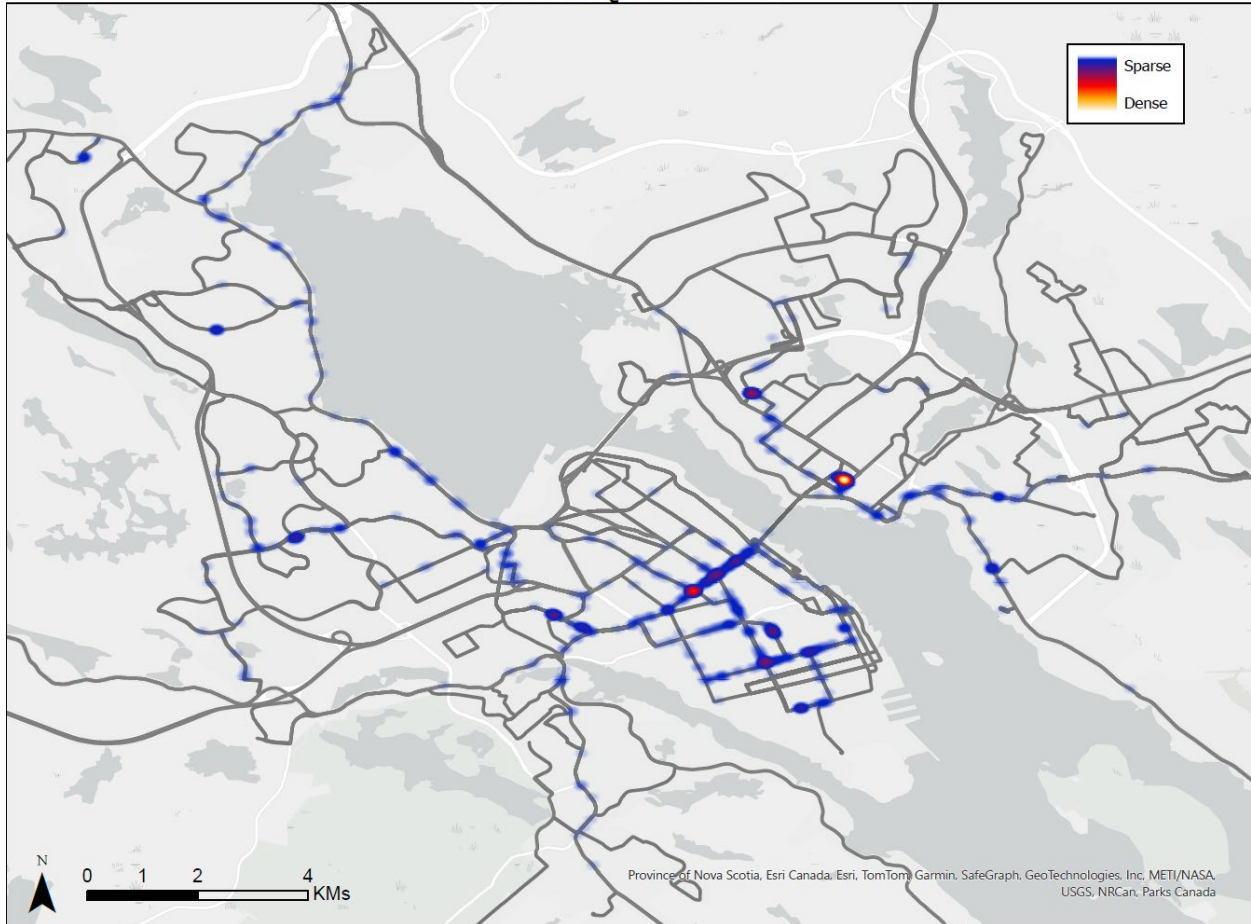 Sparse
Dense
N
0 1 2 4
KMs
Province of Nova Scotia, Esri Canada, Esri, TomTom, Garmin, SafeGraph, GeoTechnologies, Inc, METI/NASA,
USGS, NRCan, Parks Canada